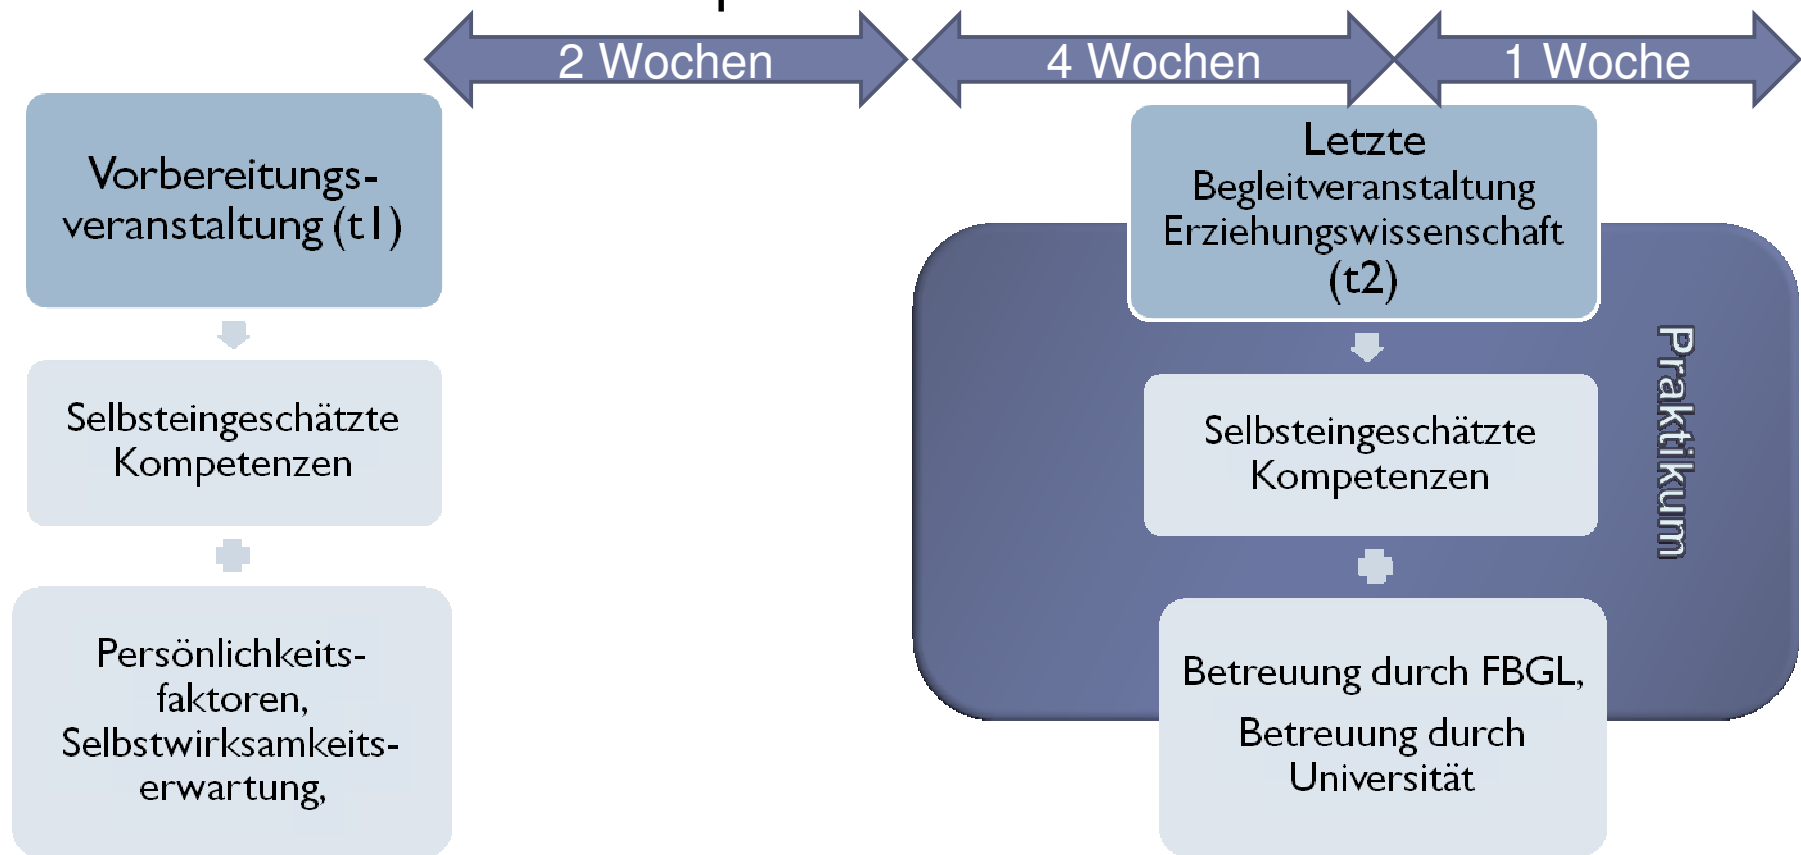 2 Wochen
4 Wochen
1 Woche
Vorbereitungs-
veranstaltung (t1)
Selbsteingeschätzte
Kompetenzen
Persönlichkeits-
faktoren,
Selbstwirksamkeits-
erwartung,
Letzte
Begleitveranstaltung
Erziehungswissenschaft
(t2)
Selbsteingeschätzte
Kompetenzen
Betreuung durch FBGL,
Betreuung durch
Universität
Praktikum